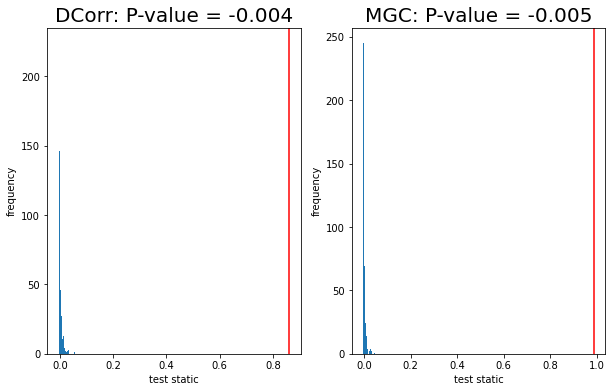 DCorr: P-value = -0.004
frequency
200
150
100
50
0
0.0 0.2 0.4 0.6 0.8
test static
MGC: P-value = -0.005
frequency
250
200
150
100
50
0
0.0 0.2 0.4 0.6 0.8 1.0
test static